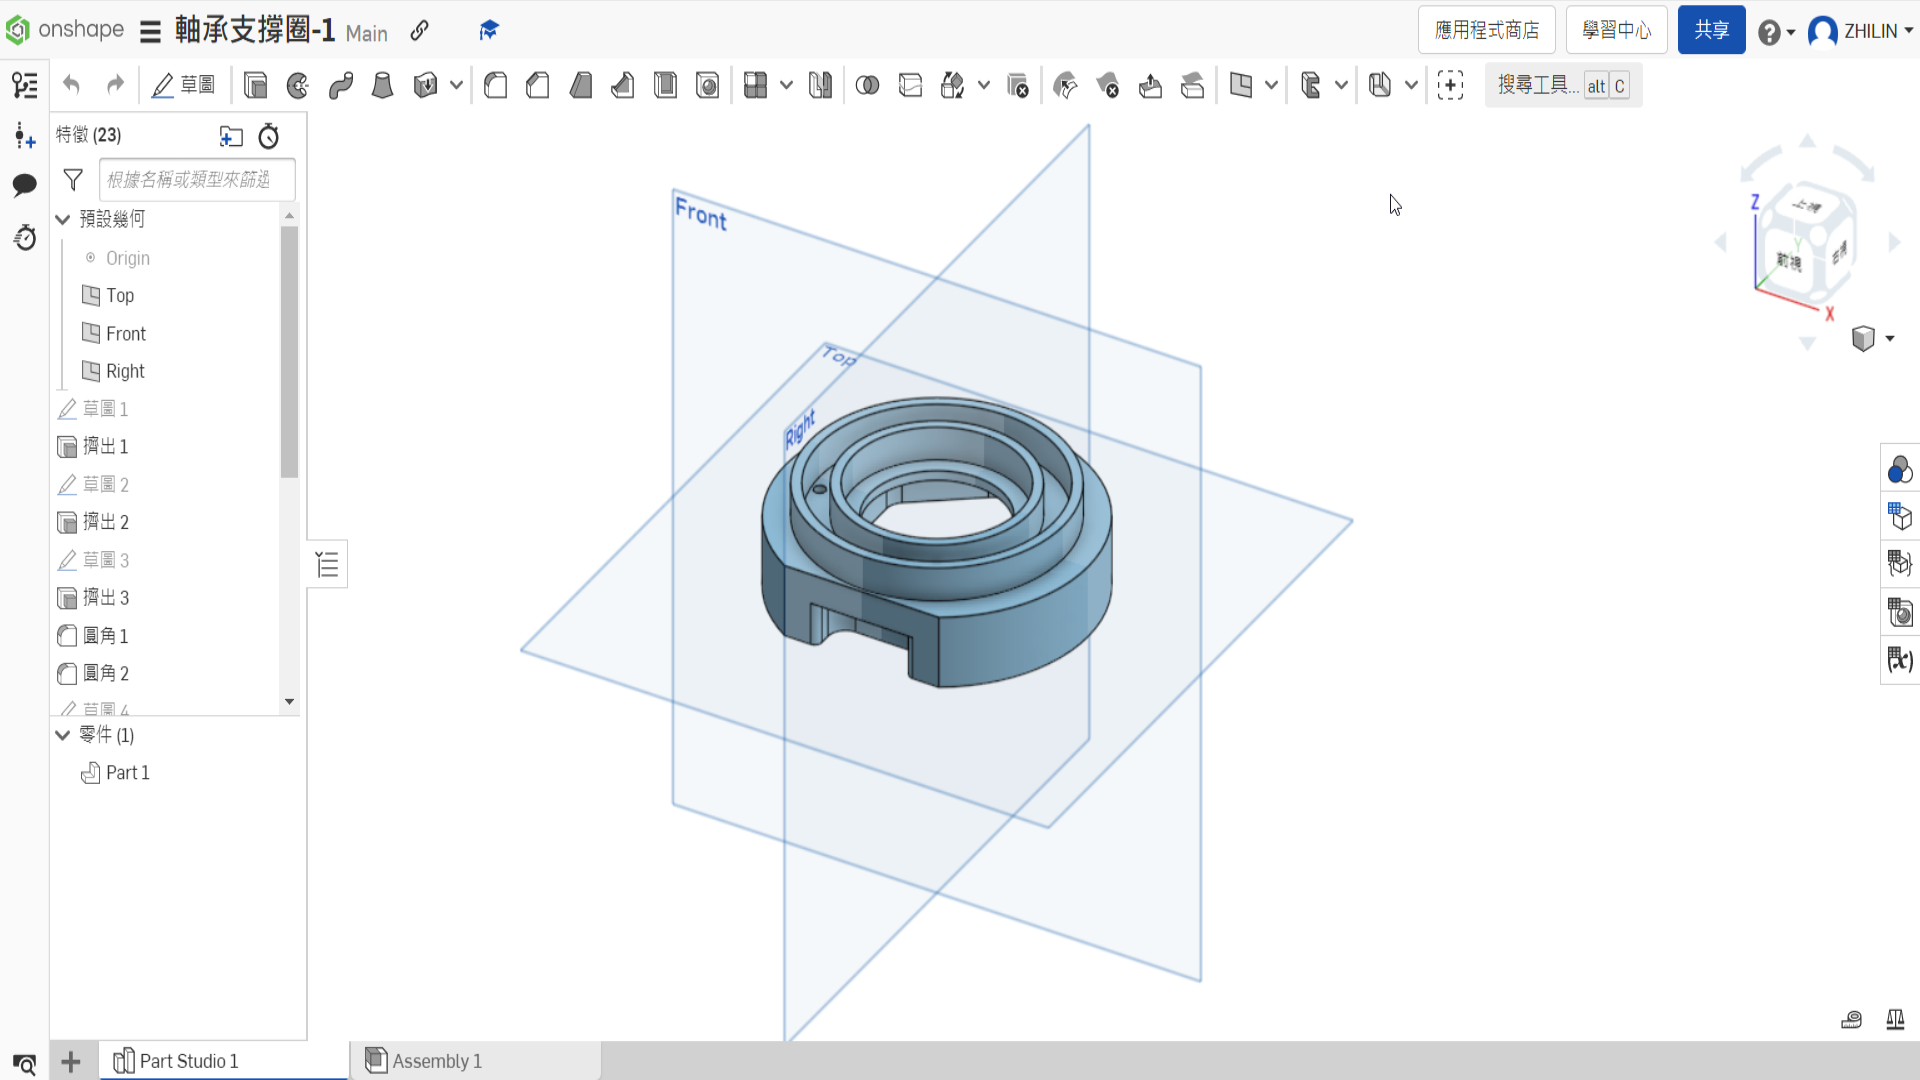 onshape 軸承支撐圈-1 Main 應用程式商店 學習中心 共享 ZHILIN
草圖 搜尋工具... alt C
特徵 (23)
根據名稱或類型來篩選
預設幾何
Origin
Top
Front
Right
草圖 1
擠出 1
草圖 2
擠出 2
草圖 3
擠出 3
圓角 1
圓角 2
草圖 4
零件 (1)
Part 1
Front
Top
Right
Z
上視
Y
前視
右視
X
Part Studio 1
Assembly 1